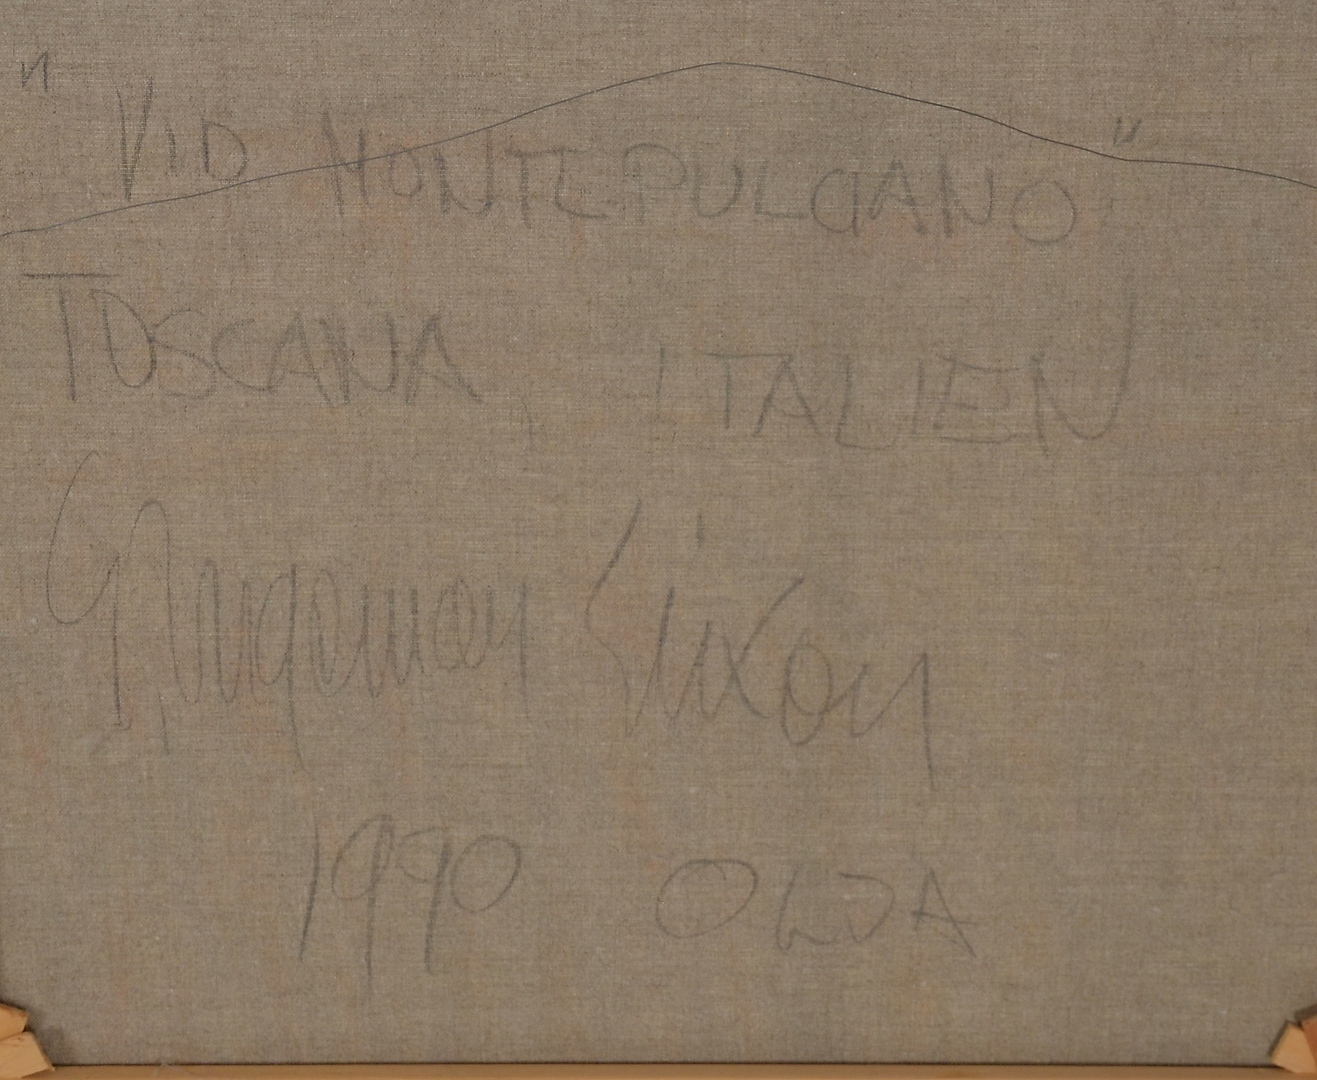 " VID MONTEPULCIANO "
TOSCANA, ITALIEN
1990 OLJA